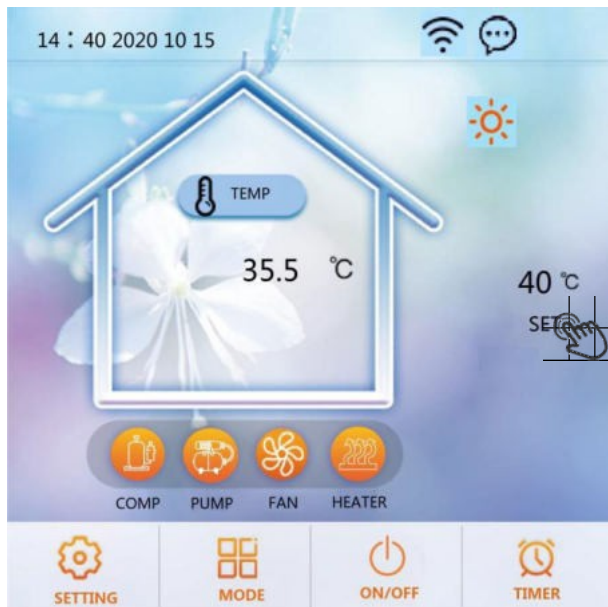 14：40 2020 10 15
TEMP
35.5 ℃
40 ℃
SET
COMP PUMP FAN HEATER
SETTING MODE ON/OFF TIMER